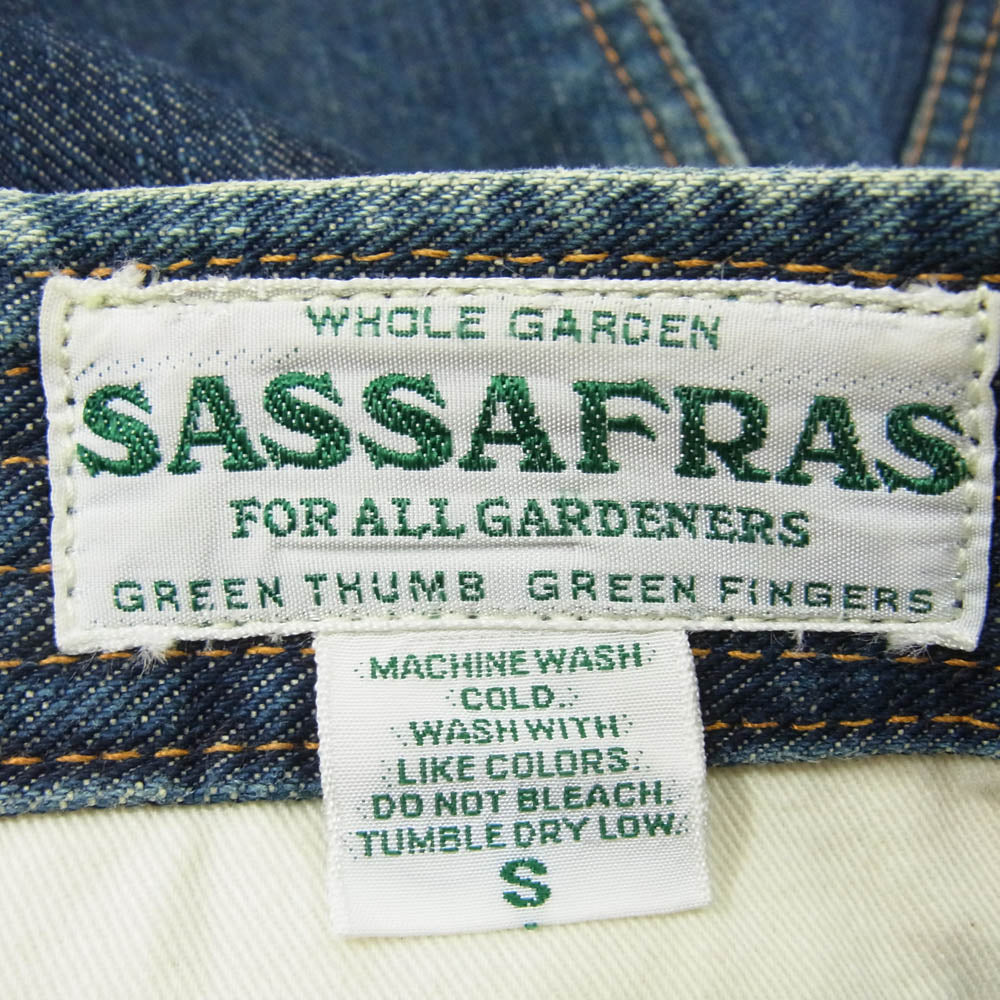 WHOLE GARDEN
SASSAFRAS
FOR ALL GARDENERS
GREEN THUMB GREEN FINGERS
MACHINE WASH
COLD.
WASH WITH
LIKE COLORS.
DO NOT BLEACH.
TUMBLE DRY LOW.
S